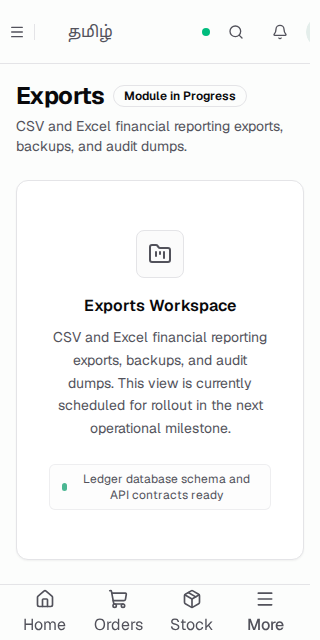 தமிழ்
Exports
Module in Progress
CSV and Excel financial reporting exports,
backups, and audit dumps.
Exports Workspace
CSV and Excel financial reporting
exports, backups, and audit
dumps. This view is currently
scheduled for rollout in the next
operational milestone.
Ledger database schema and
API contracts ready
Home
Orders
Stock
More